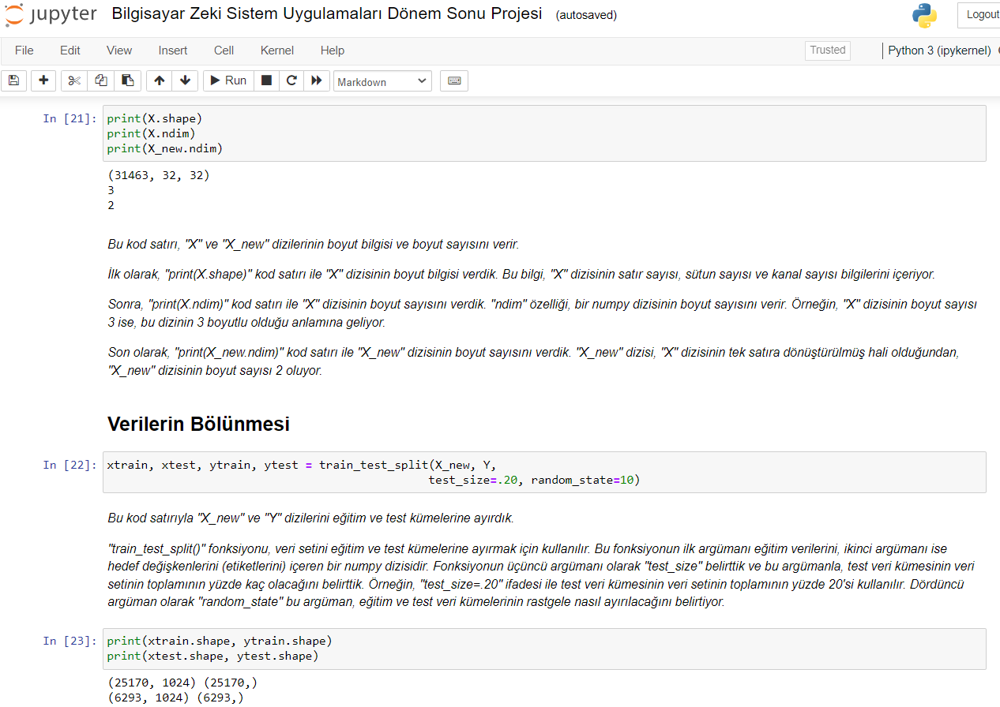 jupyter Bilgisayar Zeki Sistem Uygulamaları Dönem Sonu Projesi (autosaved)
Logout
File Edit View Insert Cell Kernel Help
Trusted
Python 3 (ipykernel)
Run
Markdown
In [21]:
print(X.shape)
print(X.ndim)
print(X_new.ndim)
(31463, 32, 32)
3
2
Bu kod satırı, "X" ve "X_new" dizilerinin boyut bilgisi ve boyut sayısını verir.
İlk olarak, "print(X.shape)" kod satırı ile "X" dizisinin boyut bilgisi verdik. Bu bilgi, "X" dizisinin satır sayısı, sütun sayısı ve kanal sayısı bilgilerini içeriyor.
Sonra, "print(X.ndim)" kod satırı ile "X" dizisinin boyut sayısını verdik. "ndim" özelliği, bir numpy dizisinin boyut sayısını verir. Örneğin, "X" dizisinin boyut sayısı
3 ise, bu dizinin 3 boyutlu olduğu anlamına geliyor.
Son olarak, "print(X_new.ndim)" kod satırı ile "X_new" dizisinin boyut sayısını verdik. "X_new" dizisi, "X" dizisinin tek satıra dönüştürülmüş hali olduğundan,
"X_new" dizisinin boyut sayısı 2 oluyor.
Verilerin Bölünmesi
In [22]:
xtrain, xtest, ytrain, ytest = train_test_split(X_new, Y,
test_size=.20, random_state=10)
Bu kod satırıyla "X_new" ve "Y" dizilerini eğitim ve test kümelerine ayırdık.
"train_test_split()" fonksiyonu, veri setini eğitim ve test kümelerine ayırmak için kullanılır. Bu fonksiyonun ilk argümanı eğitim verilerini, ikinci argümanı ise
hedef değişkenlerini (etiketlerini) içeren bir numpy dizisidir. Fonksiyonun üçüncü argümanı olarak "test_size" belirttik ve bu argümanla, test veri kümesinin veri
setinin toplamının yüzde kaç olacağını belirttik. Örneğin, "test_size=.20" ifadesi ile test veri kümesinin veri setinin toplamının yüzde 20'si kullanılır. Dördüncü
argüman olarak "random_state" bu argüman, eğitim ve test veri kümelerinin rastgele nasıl ayırılacağını belirtiyor.
In [23]:
print(xtrain.shape, ytrain.shape)
print(xtest.shape, ytest.shape)
(25170, 1024) (25170,)
(6293, 1024) (6293,)